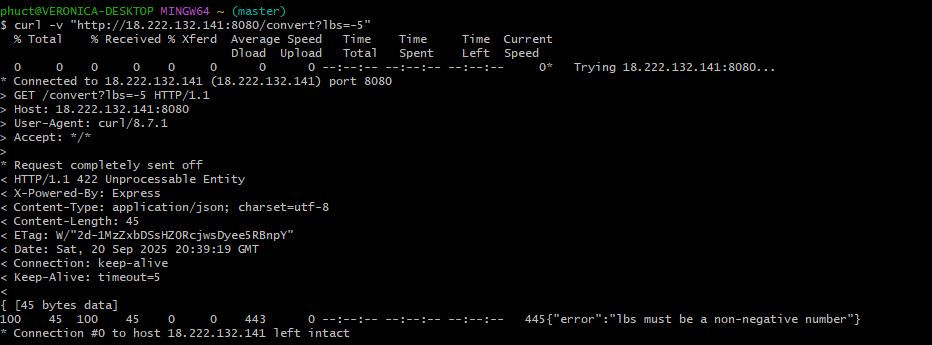 phuct@VERONICA-DESKTOP MINGW64 ~ (master)
$ curl -v "http://18.222.132.141:8080/convert?lbs=-5"
  % Total    % Received % Xferd  Average Speed   Time    Time     Time  Current
                                 Dload  Upload   Total   Spent    Left  Speed
  0     0    0     0    0     0      0      0 --:--:-- --:--:-- --:--:--     0*   Trying 18.222.132.141:8080...
* Connected to 18.222.132.141 (18.222.132.141) port 8080
> GET /convert?lbs=-5 HTTP/1.1
> Host: 18.222.132.141:8080
> User-Agent: curl/8.7.1
> Accept: */*
>
* Request completely sent off
< HTTP/1.1 422 Unprocessable Entity
< X-Powered-By: Express
< Content-Type: application/json; charset=utf-8
< Content-Length: 45
< ETag: W/"2d-1MzZxbDSsHZORcjwsDyee5RBnpY"
< Date: Sat, 20 Sep 2025 20:39:19 GMT
< Connection: keep-alive
< Keep-Alive: timeout=5
<
{ [45 bytes data]
100    45  100    45    0     0    443      0 --:--:-- --:--:-- --:--:--   445{"error":"lbs must be a non-negative number"}
* Connection #0 to host 18.222.132.141 left intact